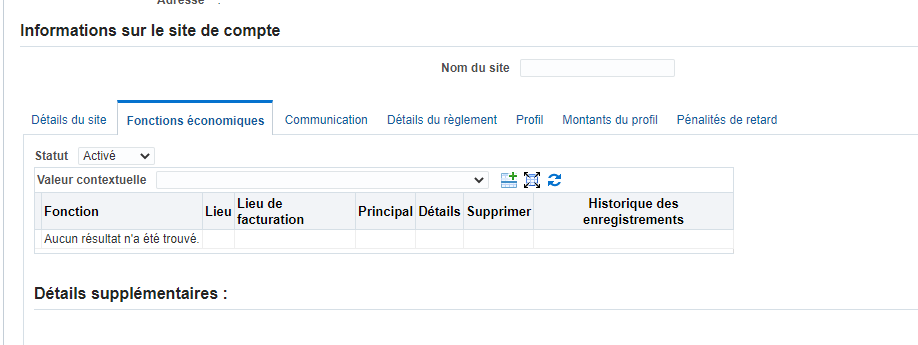 Adresse :
Informations sur le site de compte
Nom du site
Détails du site Fonctions économiques Communication Détails du règlement Profil Montants du profil Pénalités de retard
Statut Activé
Valeur contextuelle
Fonction Lieu Lieu de facturation Principal Détails Supprimer Historique des enregistrements
Aucun résultat n'a été trouvé.
Détails supplémentaires :